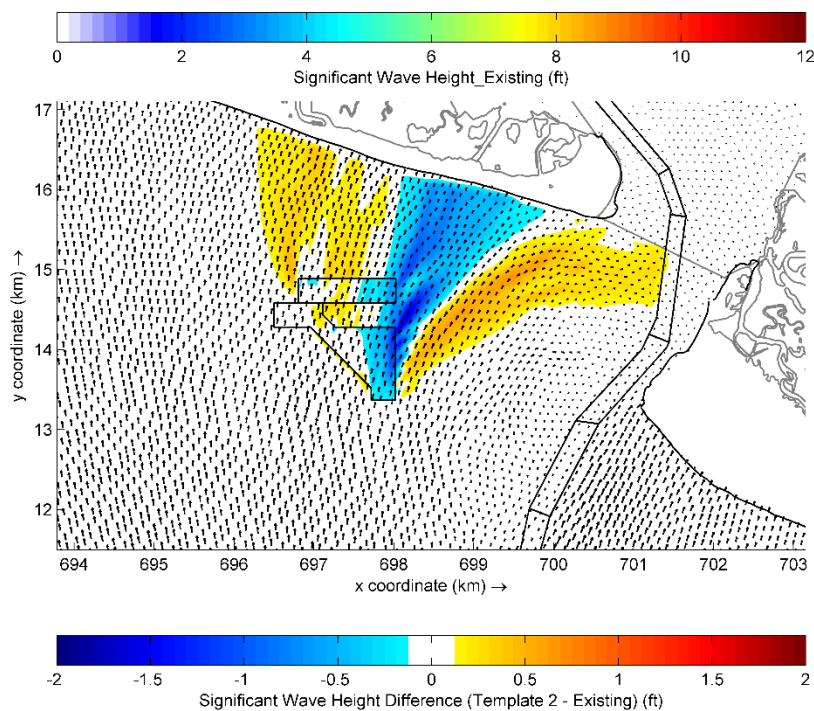 0 2 4 6 8 10 12
Significant Wave Height_Existing (ft)
17
16
15
14
13
12
y coordinate (km) →
694 695 696 697 698 699 700 701 702 703
x coordinate (km) →
-2 -1.5 -1 -0.5 0 0.5 1 1.5 2
Significant Wave Height Difference (Template 2 - Existing) (ft)